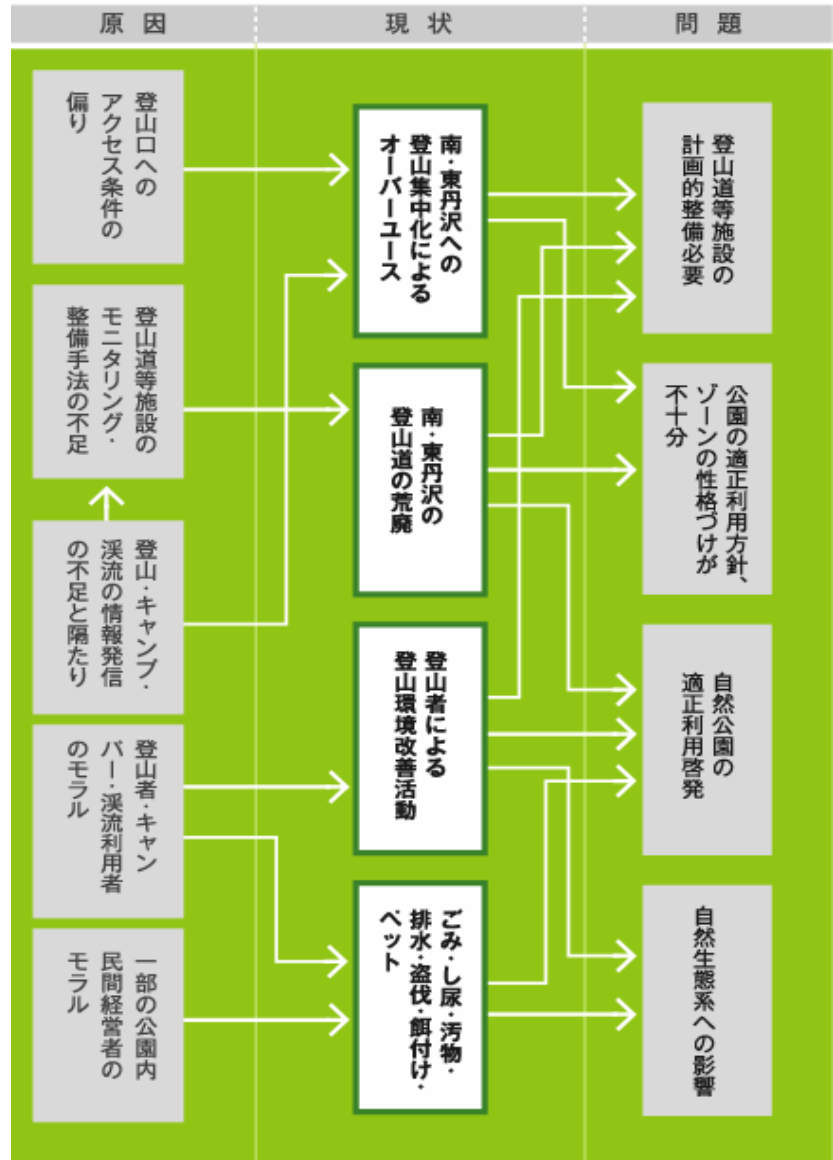 原因
現状
問題
登山口への
アクセス条件の
偏り
登山道等施設の
モニタリング・
整備手法の不足
登山・キャンプ・
渓流の情報発信
の不足と隔たり
登山者・キャン
パー・渓流利用者
のモラル
一部の公園内
民間経営者の
モラル
南・東丹沢への
登山集中化による
オーバーユース
南・東丹沢の
登山道の荒廃
登山者による
登山環境改善活動
ごみ・し尿・汚物・
排水・盗伐・餌付け・
ペット
登山道等施設の
計画的整備必要
公園の適正利用方針、
ゾーンの性格づけが
不十分
自然公園の
適正利用啓発
自然生態系への影響